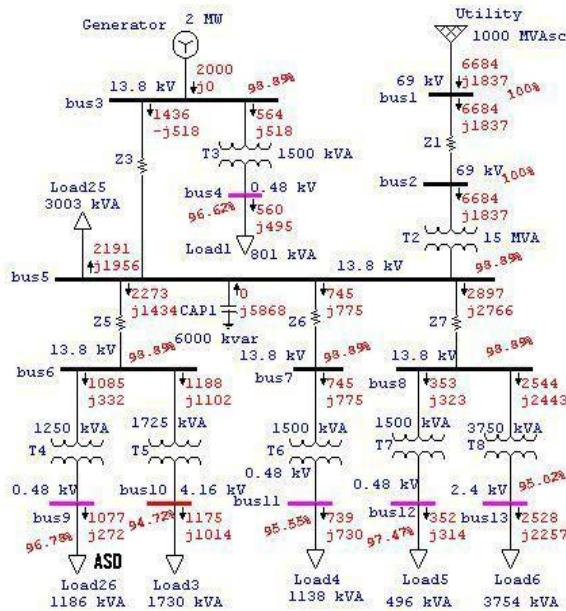 Generator 2 MW
Utility
1000 MVAsc
2000
j0
98.89%
6684
j1837
13.8 kV
69 kV
bus3
bus1
100%
1436
-j518
564
j518
6684
j1837
Z3
T3
1500 kVA
Z1
Load25
3003 kVA
bus4
0.48 kV
bus2
69 kV
100%
96.62%
560
j495
6684
j1837
Load1
801 kVA
T2
15 MVA
2191
j1956
bus5
13.8 kV
98.89%
2273
j1434
CAP1
0
j5868
745
j775
2897
j2766
Z5
6000 kvar
Z6
Z7
13.8 kV
98.89%
13.8 kV
98.89%
13.8 kV
98.89%
bus6
bus7
bus8
1085
j332
1188
j1102
745
j775
353
j323
2544
j2443
1250 kVA
1725 kVA
1500 kVA
1500 kVA
3750 kVA
T4
T5
T6
T7
T8
0.48 kV
bus10
4.16 kV
0.48 kV
0.48 kV
2.4 kV
95.02%
bus9
94.72%
bus11
bus12
bus13
96.78%
1077
j272
1175
j1014
95.55%
739
j730
97.47%
352
j314
2528
j2257
ASD
Load26
Load3
Load4
Load5
Load6
1186 kVA
1730 kVA
1138 kVA
496 kVA
3754 kVA